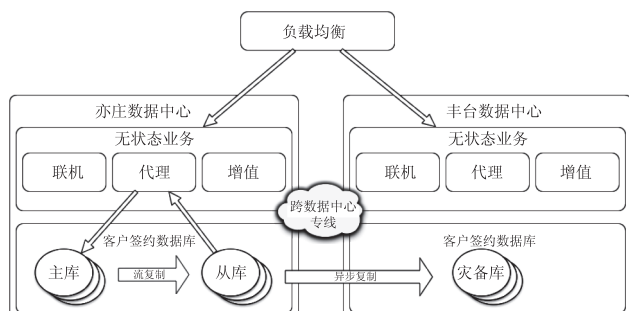 负载均衡
亦庄数据中心
丰台数据中心
无状态业务
无状态业务
联机
代理
增值
联机
代理
增值
跨数据中心
专线
客户签约数据库
客户签约数据库
主库
流复制
从库
异步复制
灾备库